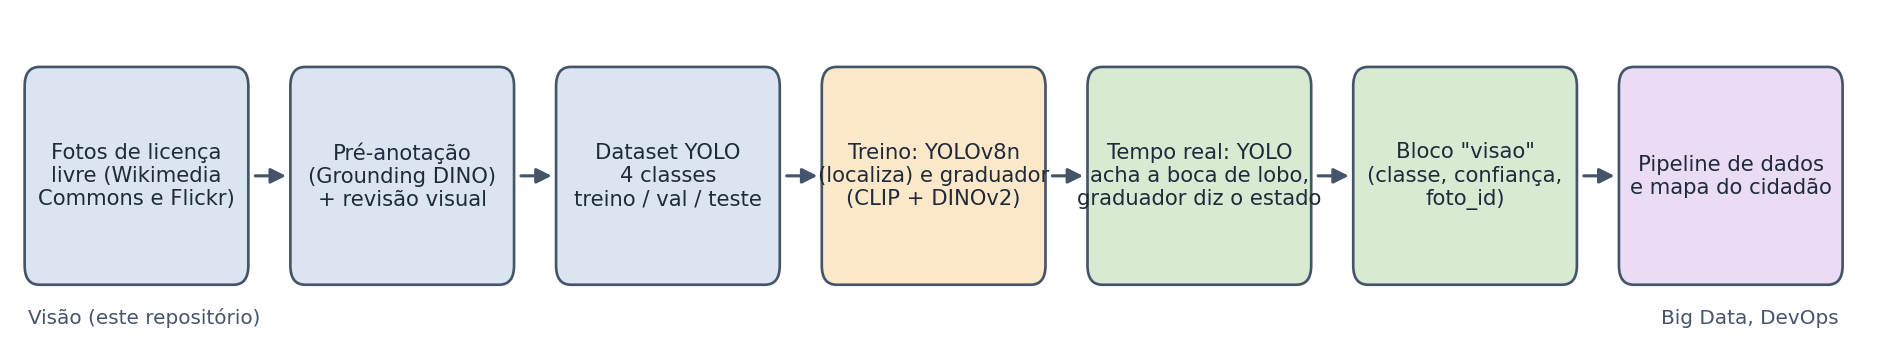 Fotos de licença
livre (Wikimedia
Commons e Flickr)
Pré-anotação
(Grounding DINO)
+ revisão visual
Dataset YOLO
4 classes
treino / val / teste
Treino: YOLOv8n
(localiza) e graduador
(CLIP + DINOv2)
Tempo real: YOLO
acha a boca de lobo,
graduador diz o estado
Bloco "visao"
(classe, confiança,
foto_id)
Pipeline de dados
e mapa do cidadão
Visão (este repositório)
Big Data, DevOps